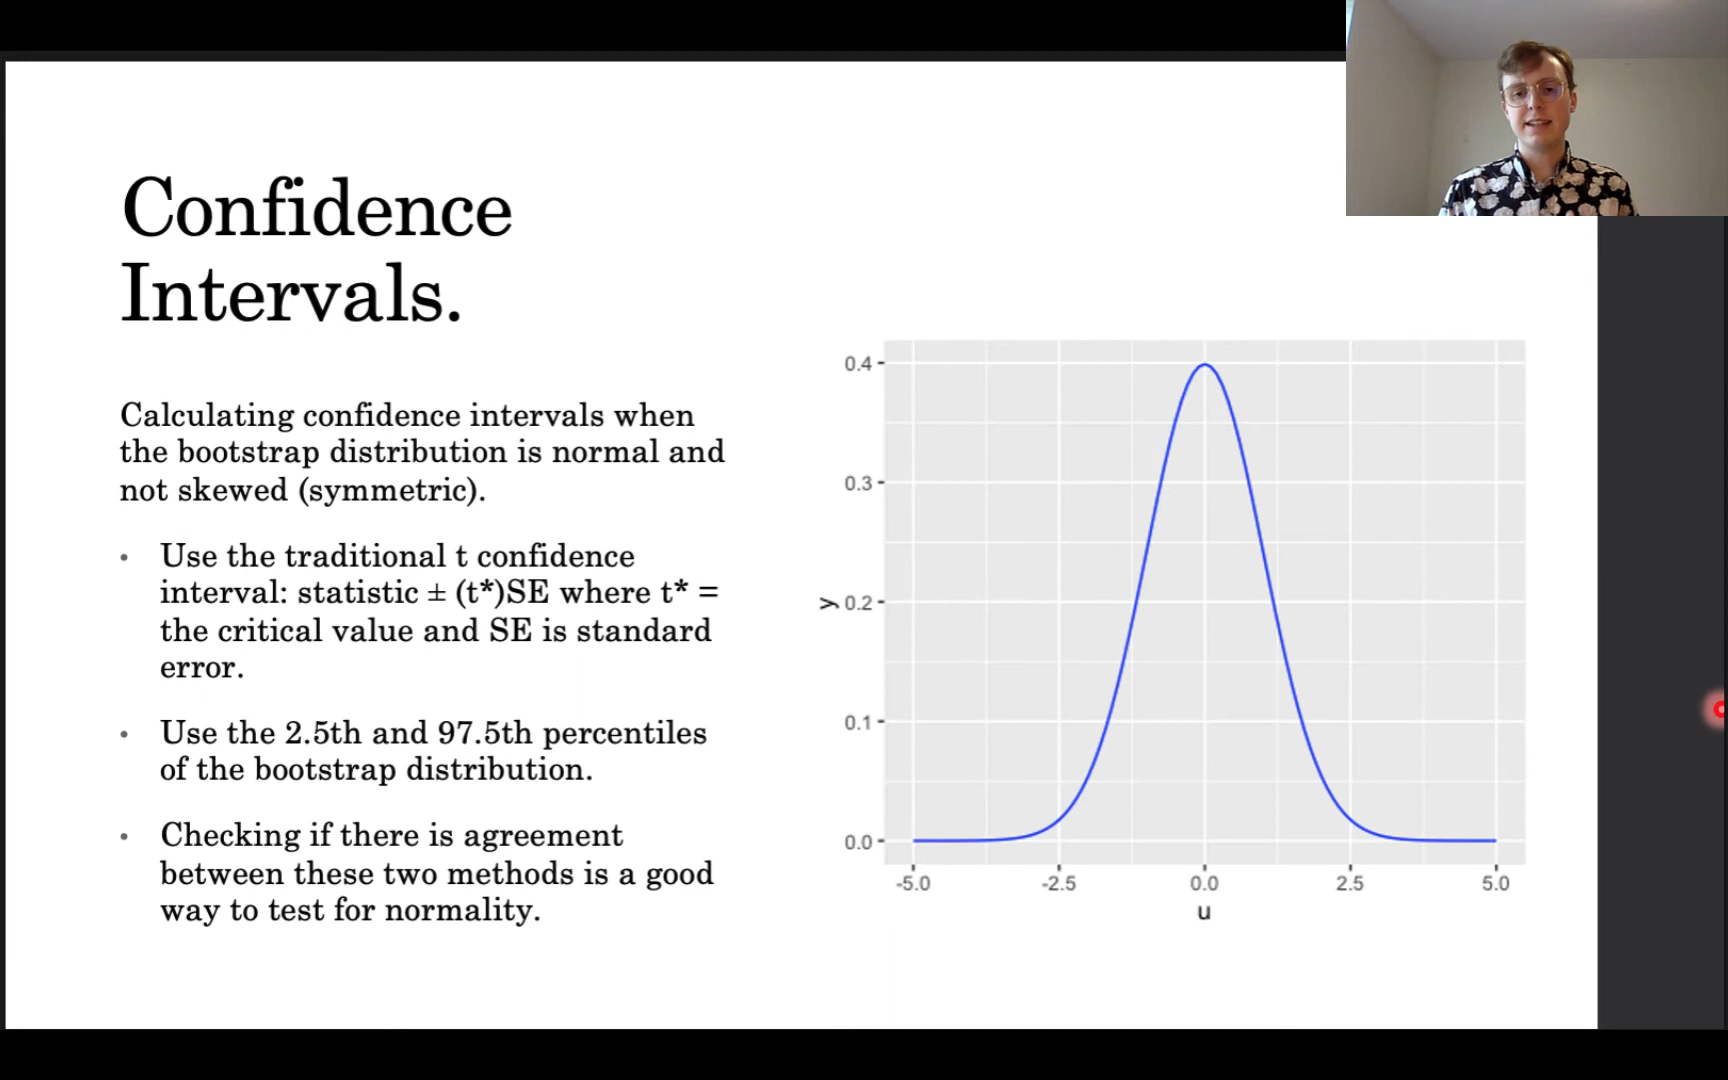 Confidence
Intervals.
Calculating confidence intervals when
the bootstrap distribution is normal and
not skewed (symmetric).
• Use the traditional t confidence
interval: statistic ± (t*)SE where t* =
the critical value and SE is standard
error.
• Use the 2.5th and 97.5th percentiles
of the bootstrap distribution.
• Checking if there is agreement
between these two methods is a good
way to test for normality.
0.4
0.3
y 0.2
0.1
0.0
-5.0 -2.5 0.0 2.5 5.0
u